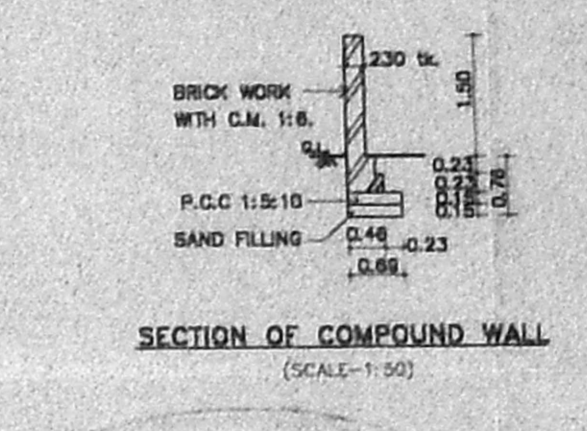 230 tk.
BRICK WORK
WITH C.M. 1:6.
1.50
G.L.
0.23
0.23
0.15
0.15
0.76
P.C.C 1:5:10
SAND FILLING
0.46
0.23
0.69
SECTION OF COMPOUND WALL
(SCALE-1:50)